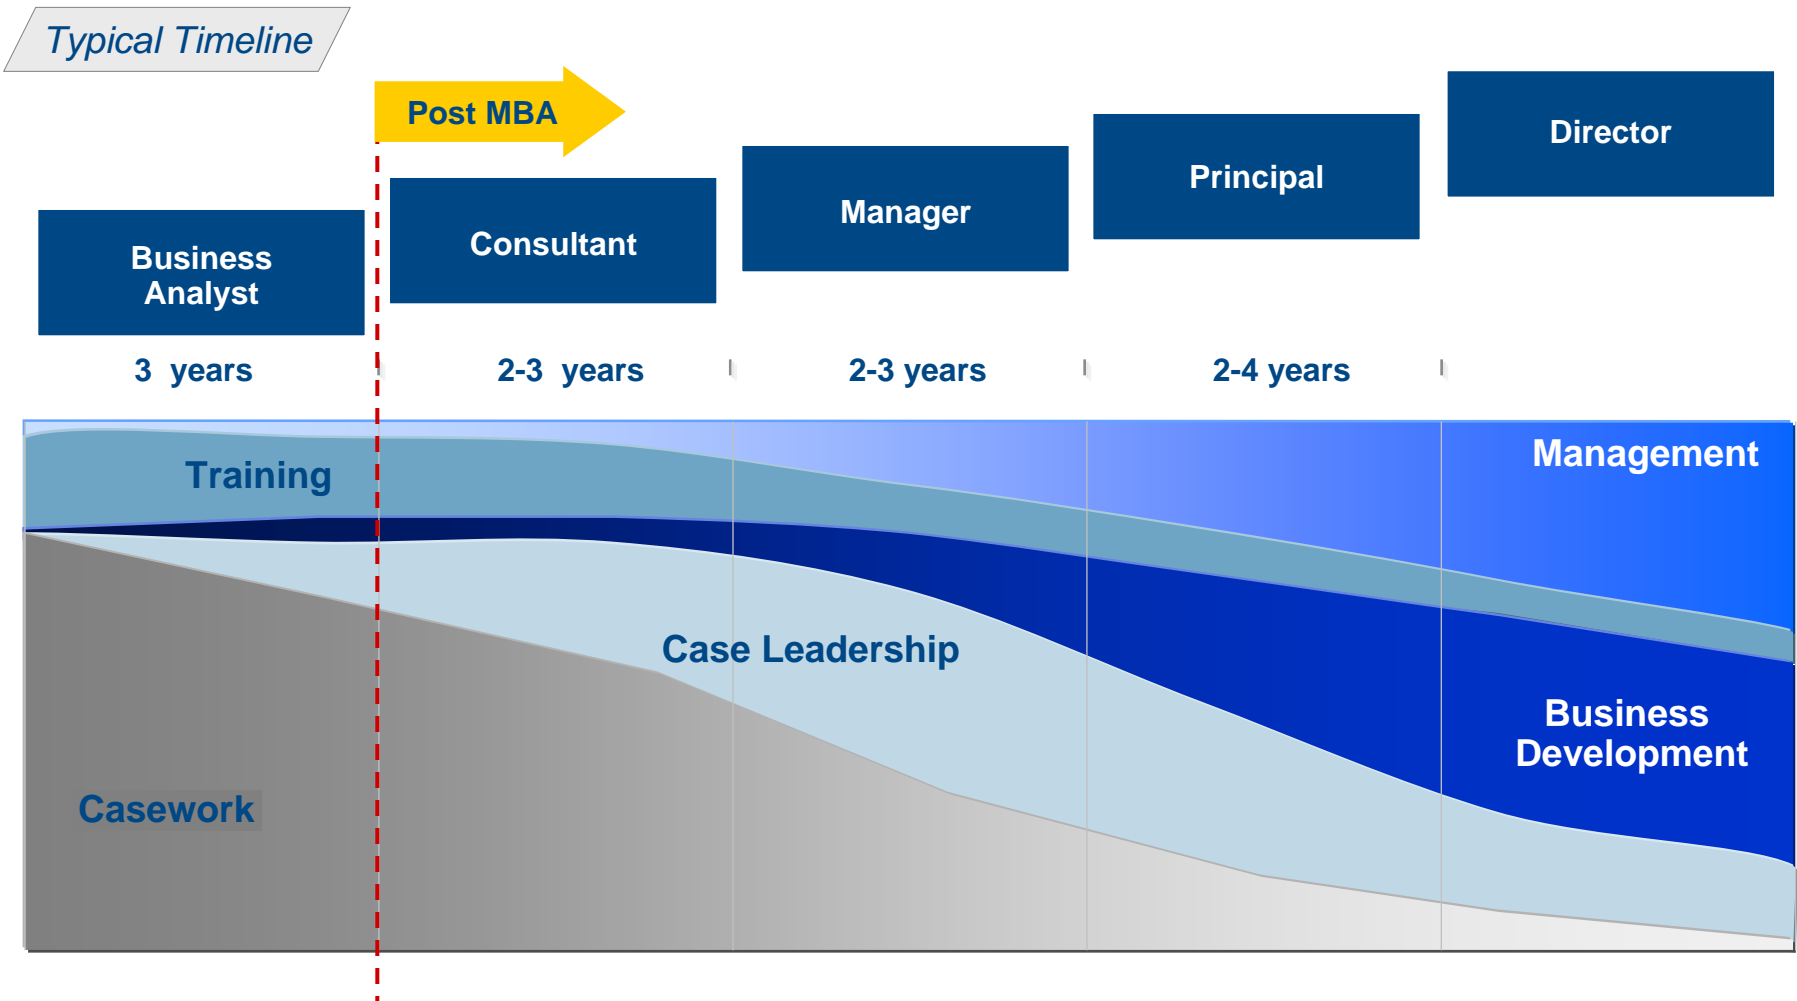 Typical Timeline
Post MBA
Director
Principal
Manager
Consultant
Business
Analyst
3 years
2-3 years
2-3 years
2-4 years
Management
Training
Case Leadership
Business
Development
Casework